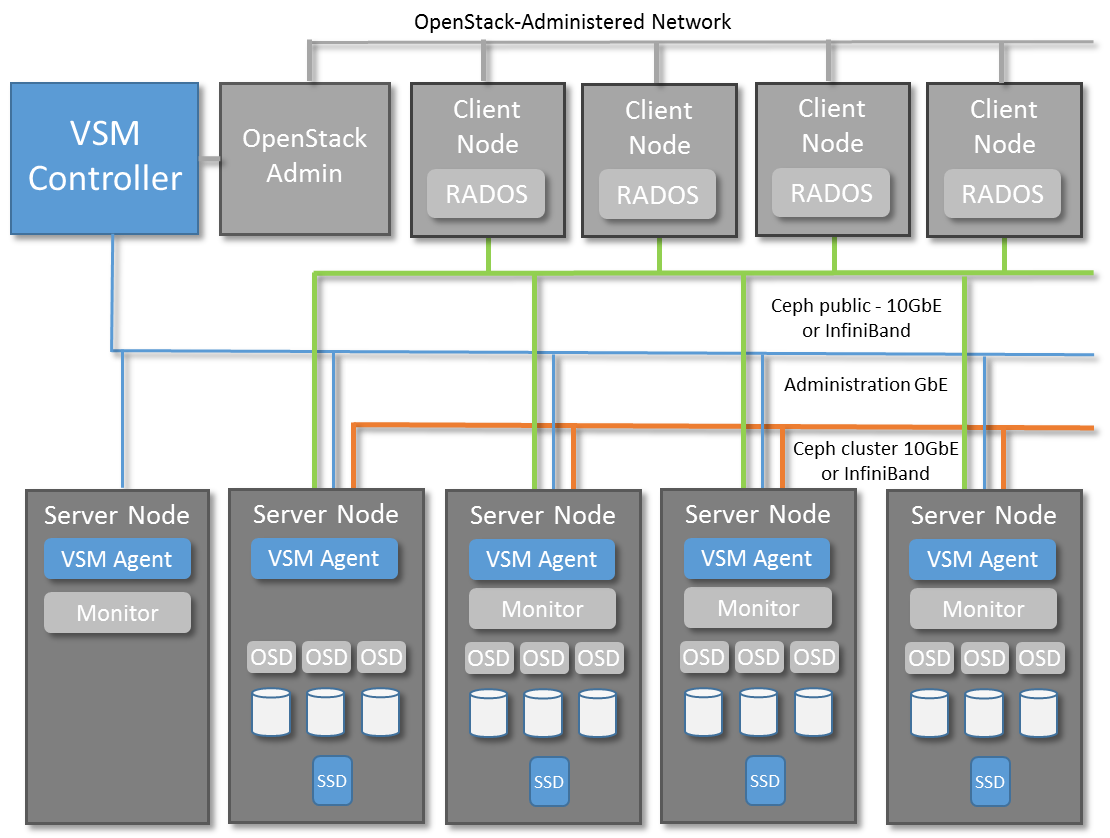 OpenStack-Administered Network
VSM
Controller
OpenStack
Admin
Client
Node
RADOS
Client
Node
RADOS
Client
Node
RADOS
Client
Node
RADOS
Ceph public - 10GbE
or InfiniBand
Administration GbE
Ceph cluster 10GbE
or InfiniBand
Server Node
VSM Agent
Monitor
Server Node
VSM Agent
OSD OSD OSD
SSD
Server Node
VSM Agent
Monitor
OSD OSD OSD
SSD
Server Node
VSM Agent
Monitor
OSD OSD OSD
SSD
Server Node
VSM Agent
Monitor
OSD OSD OSD
SSD